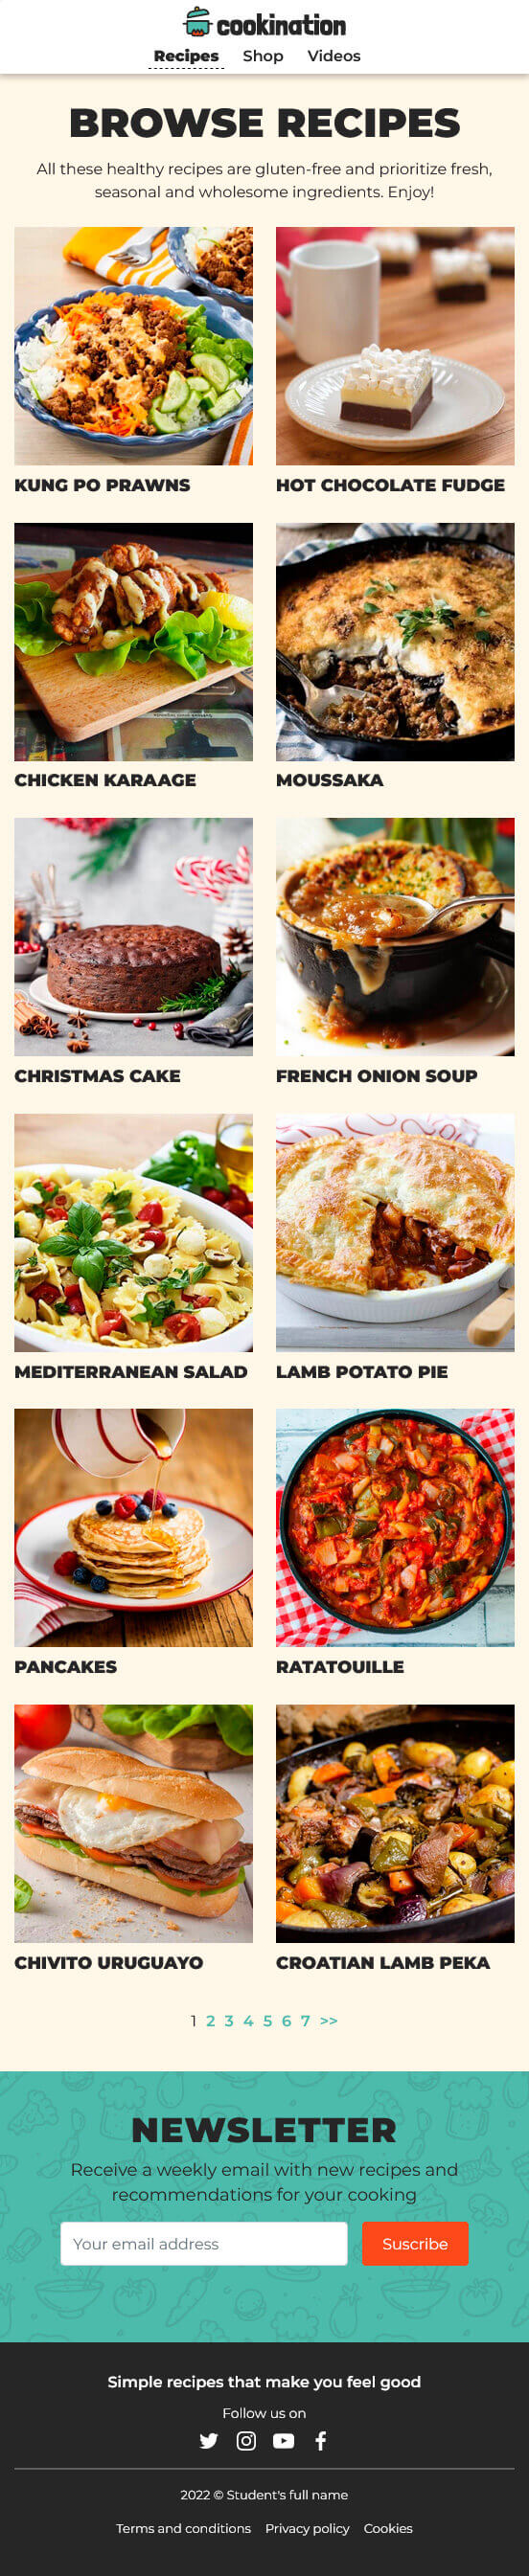 cookination
Recipes Shop Videos
BROWSE RECIPES
All these healthy recipes are gluten-free and prioritize fresh,
seasonal and wholesome ingredients. Enjoy!
KUNG PO PRAWNS
HOT CHOCOLATE FUDGE
CHICKEN KARAAGE
MOUSSAKA
CHRISTMAS CAKE
FRENCH ONION SOUP
MEDITERRANEAN SALAD
LAMB POTATO PIE
PANCAKES
RATATOUILLE
CHIVITO URUGUAYO
CROATIAN LAMB PEKA
1 2 3 4 5 6 7 >>
NEWSLETTER
Receive a weekly email with new recipes and
recommendations for your cooking
Your email address
Suscribe
Simple recipes that make you feel good
Follow us on
2022 © Student's full name
Terms and conditions Privacy policy Cookies